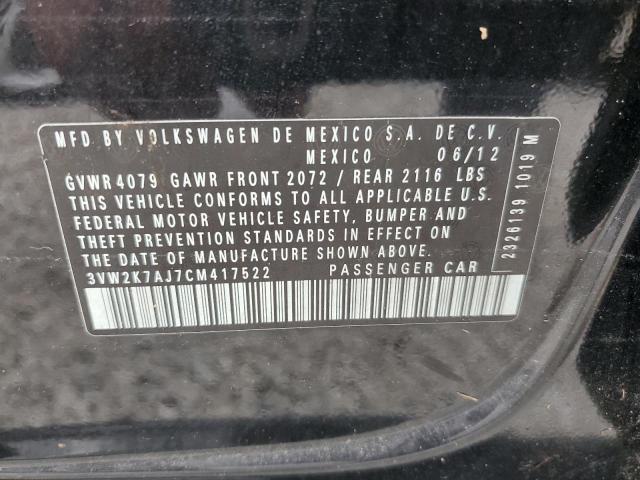 MFD BY VOLKSWAGEN DE MEXICO S.A. DE C.V.
MEXICO 06/12
GVWR 4079 GAWR FRONT 2072 / REAR 2116 LBS
THIS VEHICLE CONFORMS TO ALL APPLICABLE U.S.
FEDERAL MOTOR VEHICLE SAFETY, BUMPER AND
THEFT PREVENTION STANDARDS IN EFFECT ON
THE DATE OF MANUFACTURE SHOWN ABOVE.
3VW2K7AJ7CM417522 PASSENGER CAR
2326139 1019 M